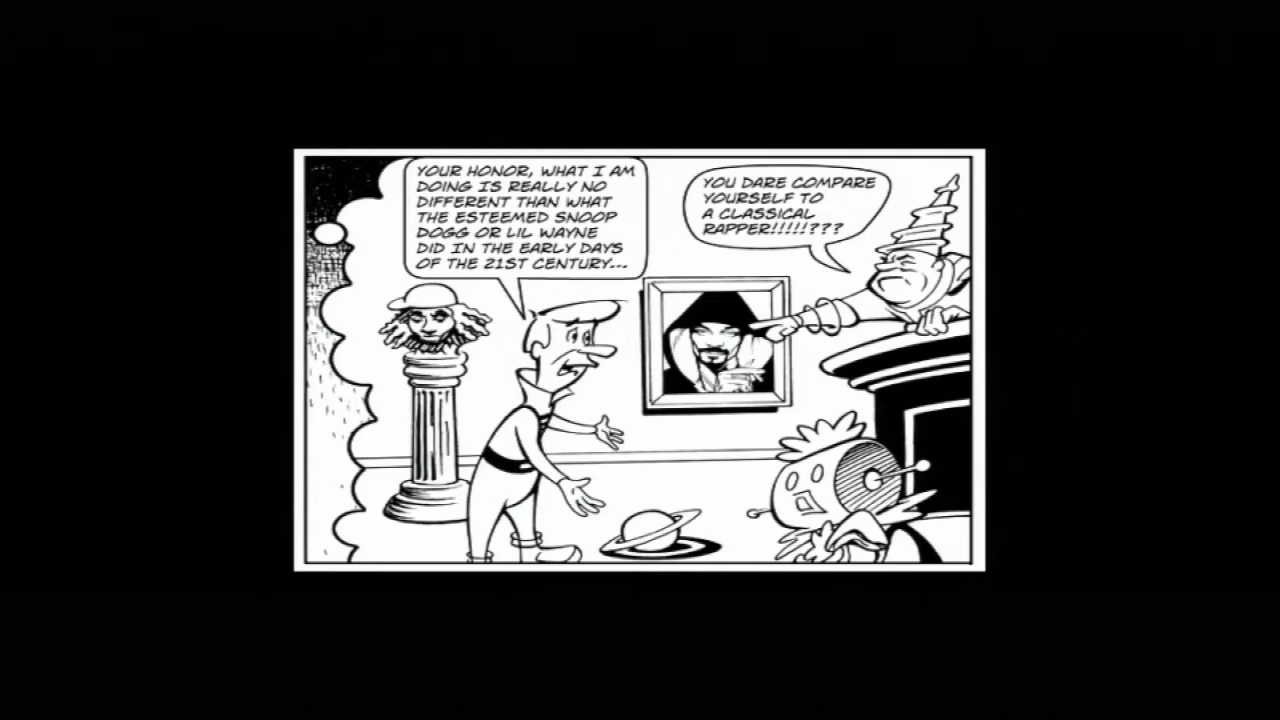 YOUR HONOR, WHAT I AM
DOING IS REALLY NO
DIFFERENT THAN WHAT
THE ESTEEMED SNOOP
DOGG OR LIL WAYNE
DID IN THE EARLY DAYS
OF THE 21ST CENTURY...
YOU DARE COMPARE
YOURSELF TO
A CLASSICAL
RAPPER!!!!!???